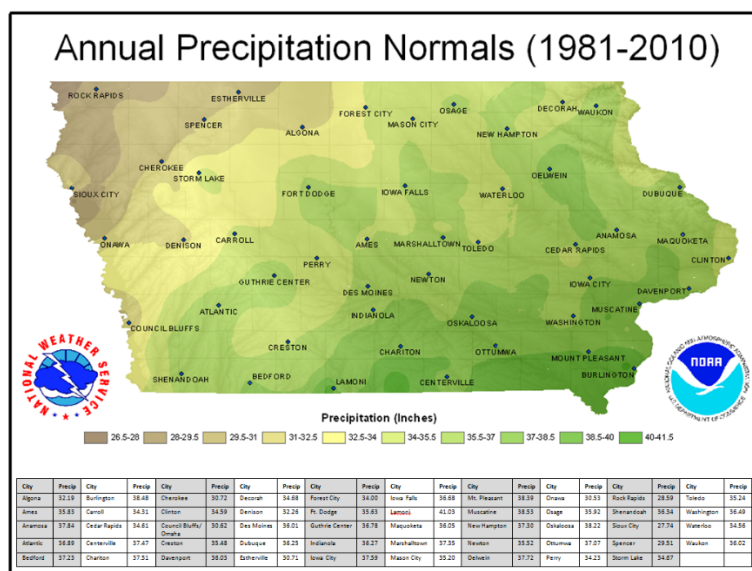 Annual Precipitation Normals (1981-2010)
ROCK RAPIDS
ESTHERVILLE
SPENCER
ALGONA
FOREST CITY
MASON CITY
OSAGE
NEW HAMPTON
DECORAH
WAUKON
CHEROKEE
STORM LAKE
SIOUX CITY
FORT DODGE
IOWA FALLS
WATERLOO
OELWEIN
DUBUQUE
ONAWA
DENISON
CARROLL
AMES
MARSHALLTOWN
TOLEDO
CEDAR RAPIDS
ANAMOSA
MAQUOKETA
CLINTON
PERRY
GUTHRIE CENTER
DES MOINES
NEWTON
IOWA CITY
DAVENPORT
ATLANTIC
INDIANOLA
MUSCATINE
COUNCIL BLUFFS
OSKALOOSA
WASHINGTON
CRESTON
CHARITON
OTTUMWA
MOUNT PLEASANT
SHENANDOAH
BEDFORD
LAMONI
CENTERVILLE
BURLINGTON
NATIONAL WEATHER SERVICE
NOAA
Precipitation (Inches)
26.5-28 28-29.5 29.5-31 31-32.5 32.5-34 34-35.5 35.5-37 37-38.5 38.5-40 40-41.5
City Precip City Precip City Precip City Precip City Precip City Precip City Precip City Precip City Precip City Precip
Algona 32.19 Burlington 38.48 Cherokee 30.72 Decorah 34.68 Forest City 34.00 Iowa Falls 36.68 Mt. Pleasant 38.39 Onawa 30.53 Rock Rapids 28.59 Toledo 35.24
Ames 35.83 Carroll 34.31 Clinton 34.59 Denison 32.26 Ft. Dodge 35.63 Lamoni 41.03 Muscatine 38.55 Osage 35.92 Shenandoah 36.34 Washington 36.49
Anamosa 37.84 Cedar Rapids 34.61 Council Bluffs/ Omaha 30.62 Des Moines 36.01 Guthrie Center 36.78 Maquoketa 36.05 New Hampton 37.30 Oskaloosa 38.22 Sioux City 27.74 Waterloo 34.56
Atlantic 36.89 Centerville 37.47 Creston 35.48 Dubuque 36.25 Indianola 36.27 Marshalltown 37.35 Newton 35.52 Ottumwa 37.07 Spencer 29.51 Waukon 36.02
Bedford 37.23 Chariton 37.51 Davenport 36.03 Estherville 30.71 Iowa City 37.39 Mason City 35.20 Oelwein 37.72 Perry 34.23 Storm Lake 34.67